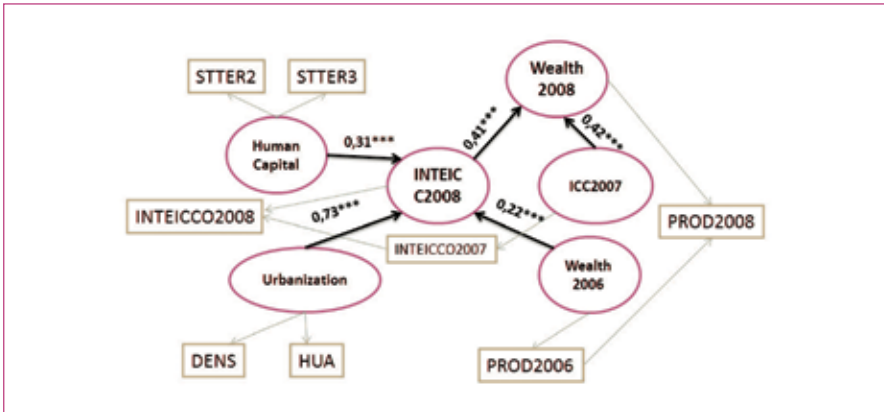 STTER2
STTER3
Wealth
2008
Human
Capital
0,31***
0,41***
0,42***
INTEIC
C2008
ICC2007
INTEICCO2008
0,73***
0,22***
PROD2008
INTEICCO2007
Urbanization
Wealth
2006
DENS
HUA
PROD2006